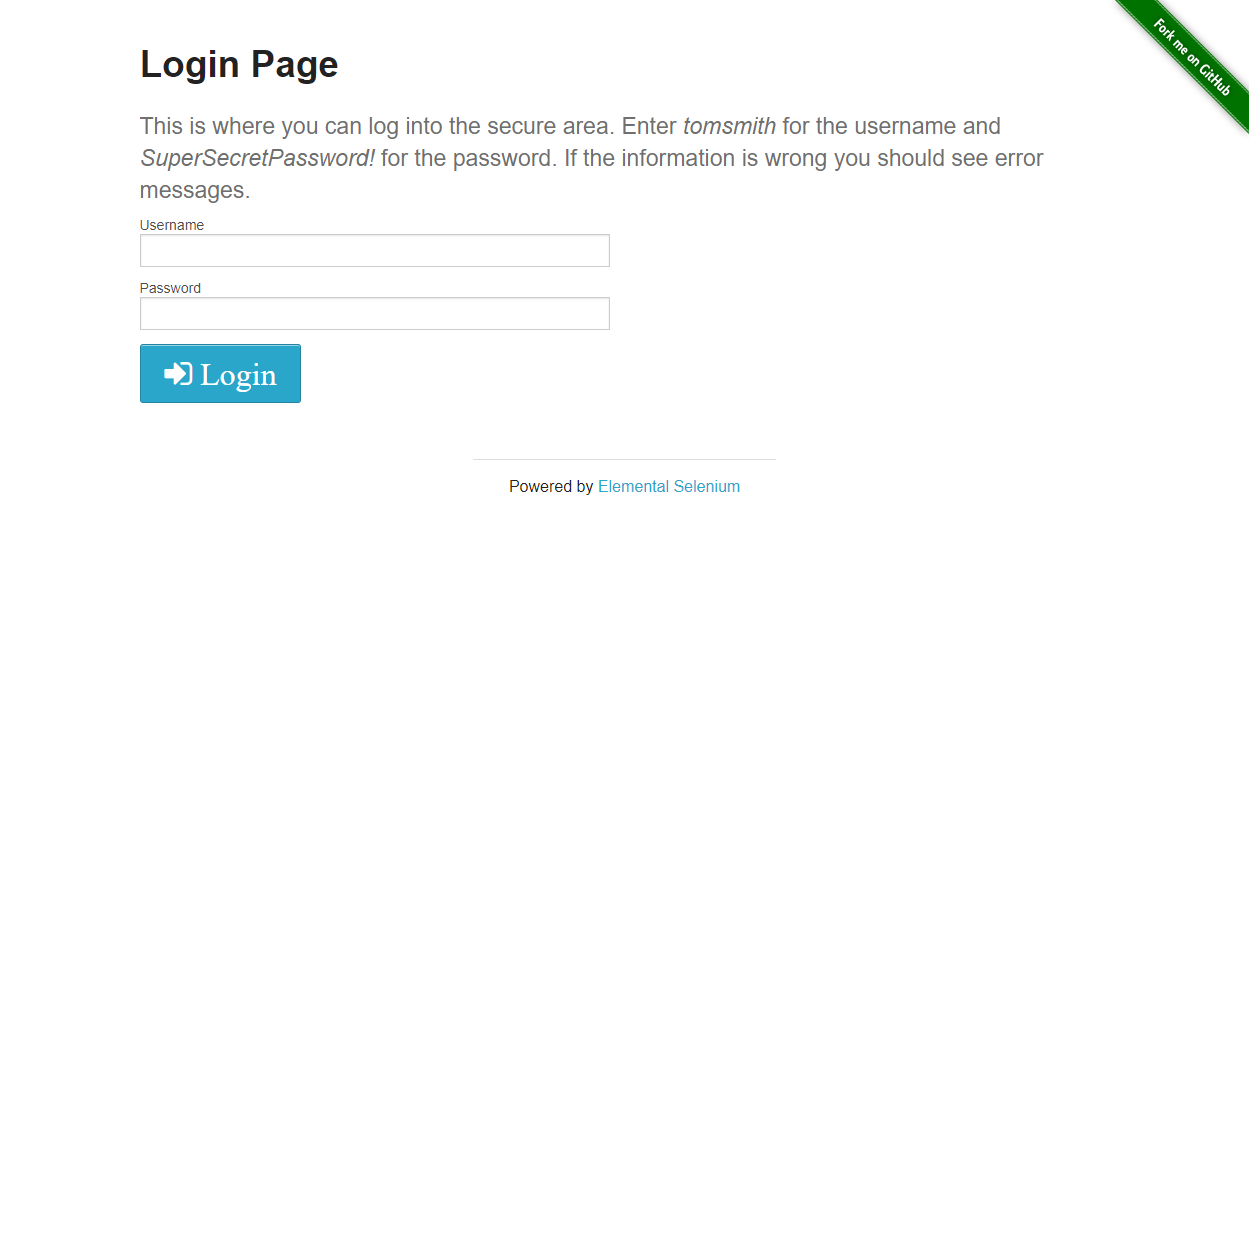 Fork me on GitHub
Login Page
This is where you can log into the secure area. Enter tomsmith for the username and
SuperSecretPassword! for the password. If the information is wrong you should see error
messages.
Username
Password
Login
Powered by Elemental Selenium